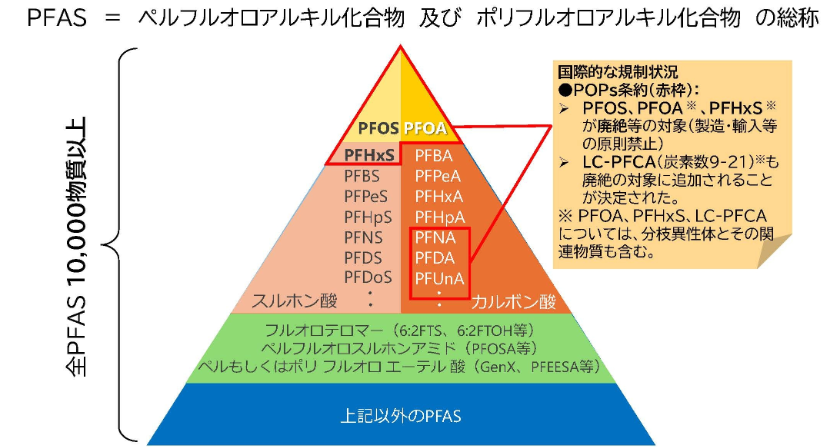 PFAS ＝ ペルフルオロアルキル化合物 及び ポリフルオロアルキル化合物 の総称
全PFAS 10,000物質以上
PFOS PFOA
PFHxS PFBA
PFBS PFPeA
PFPeS PFHxA
PFHpS PFHpA
PFNS PFNA
PFDS PFDA
PFDoS PFUnA
： ：
スルホン酸 カルボン酸
フルオロテロマー（6:2FTS、6:2FTOH等）
ペルフルオロスルホンアミド（PFOSA等）
ペルもしくはポリ フルオロ エーテル 酸（GenX、PFEESA等）
上記以外のPFAS
国際的な規制状況
●POPs条約（赤枠）：
➢ PFOS、PFOA※、PFHxS※
が廃絶等の対象（製造・輸入等
の原則禁止）
➢ LC-PFCA（炭素数9-21）※も
廃絶の対象に追加されること
が決定された。
※ PFOA、PFHxS、LC-PFCA
については、分枝異性体とその関
連物質も含む。